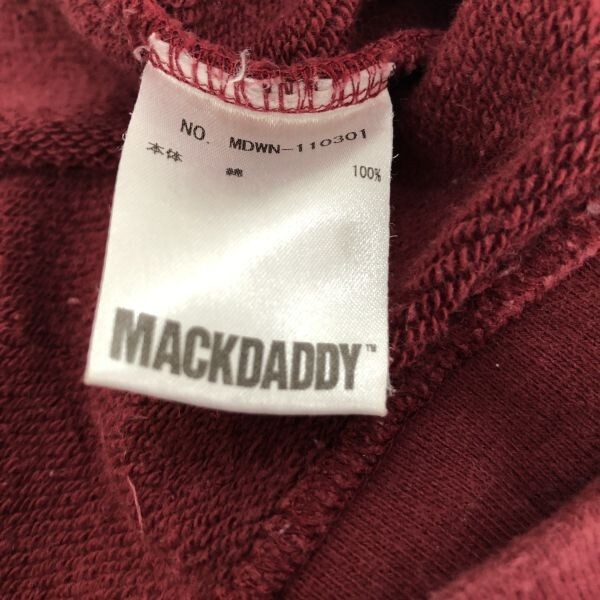 NO. MDWN-110301
本体 綿 100%
MACKDADDY™